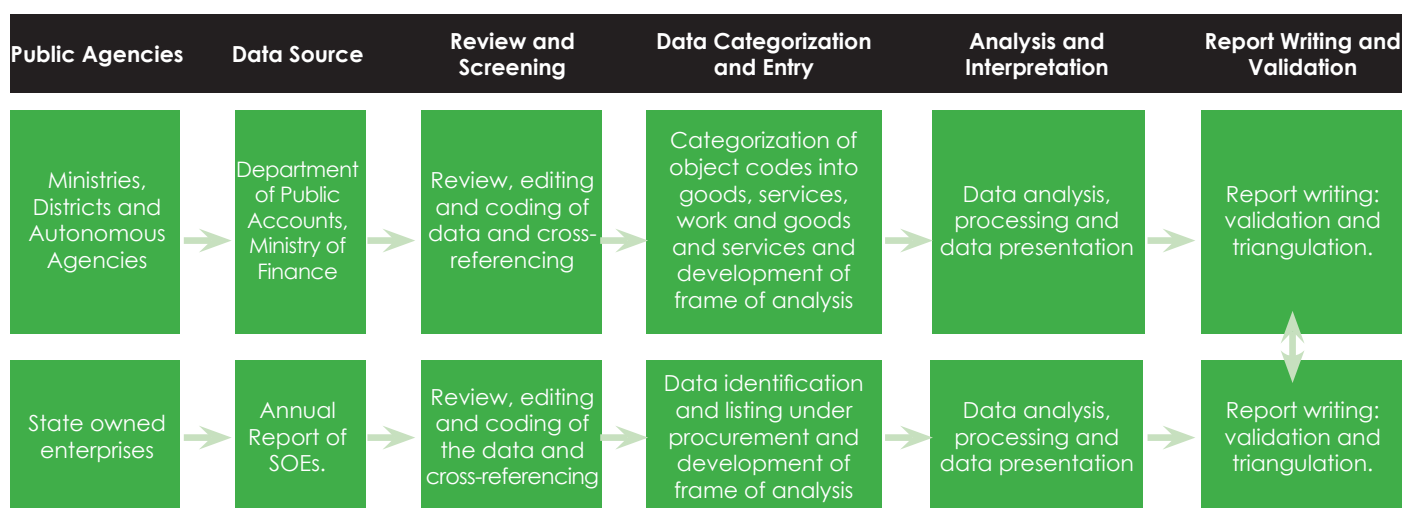 Public Agencies
Data Source
Review and
Screening
Data Categorization
and Entry
Analysis and
Interpretation
Report Writing and
Validation
Ministries,
Districts and
Autonomous
Agencies
Department
of Public
Accounts,
Ministry of
Finance
Review, editing
and coding of
data and cross-
referencing
Categorization of
object codes into
goods, services,
work and goods
and services and
development of
frame of analysis
Data analysis,
processing and
data presentation
Report writing:
validation and
triangulation.
State owned
enterprises
Annual
Report of
SOEs.
Review, editing
and coding of
the data and
cross-referencing
Data identification
and listing under
procurement and
development of
frame of analysis
Data analysis,
processing and
data presentation
Report writing:
validation and
triangulation.